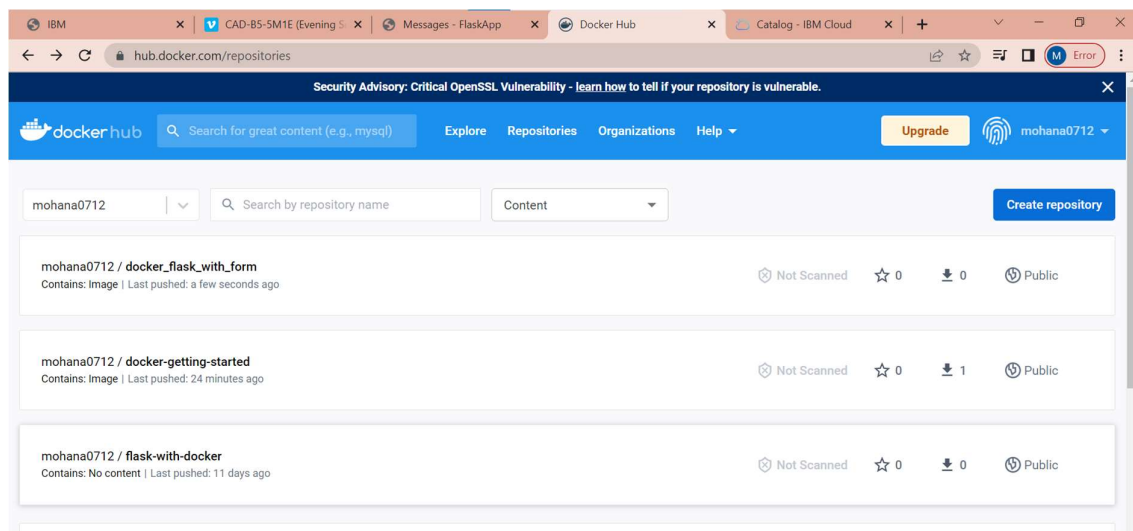 IBM
CAD-B5-5M1E (Evening S
Messages - FlaskApp
Docker Hub
Catalog - IBM Cloud
hub.docker.com/repositories
M Error
Security Advisory: Critical OpenSSL Vulnerability - learn how to tell if your repository is vulnerable.
dockerhub Search for great content (e.g., mysql) Explore Repositories Organizations Help Upgrade mohana0712
mohana0712 Search by repository name Content Create repository
mohana0712 / docker_flask_with_form
Contains: Image | Last pushed: a few seconds ago
Not Scanned 0 0 Public
mohana0712 / docker-getting-started
Contains: Image | Last pushed: 24 minutes ago
Not Scanned 0 1 Public
mohana0712 / flask-with-docker
Contains: No content | Last pushed: 11 days ago
Not Scanned 0 0 Public